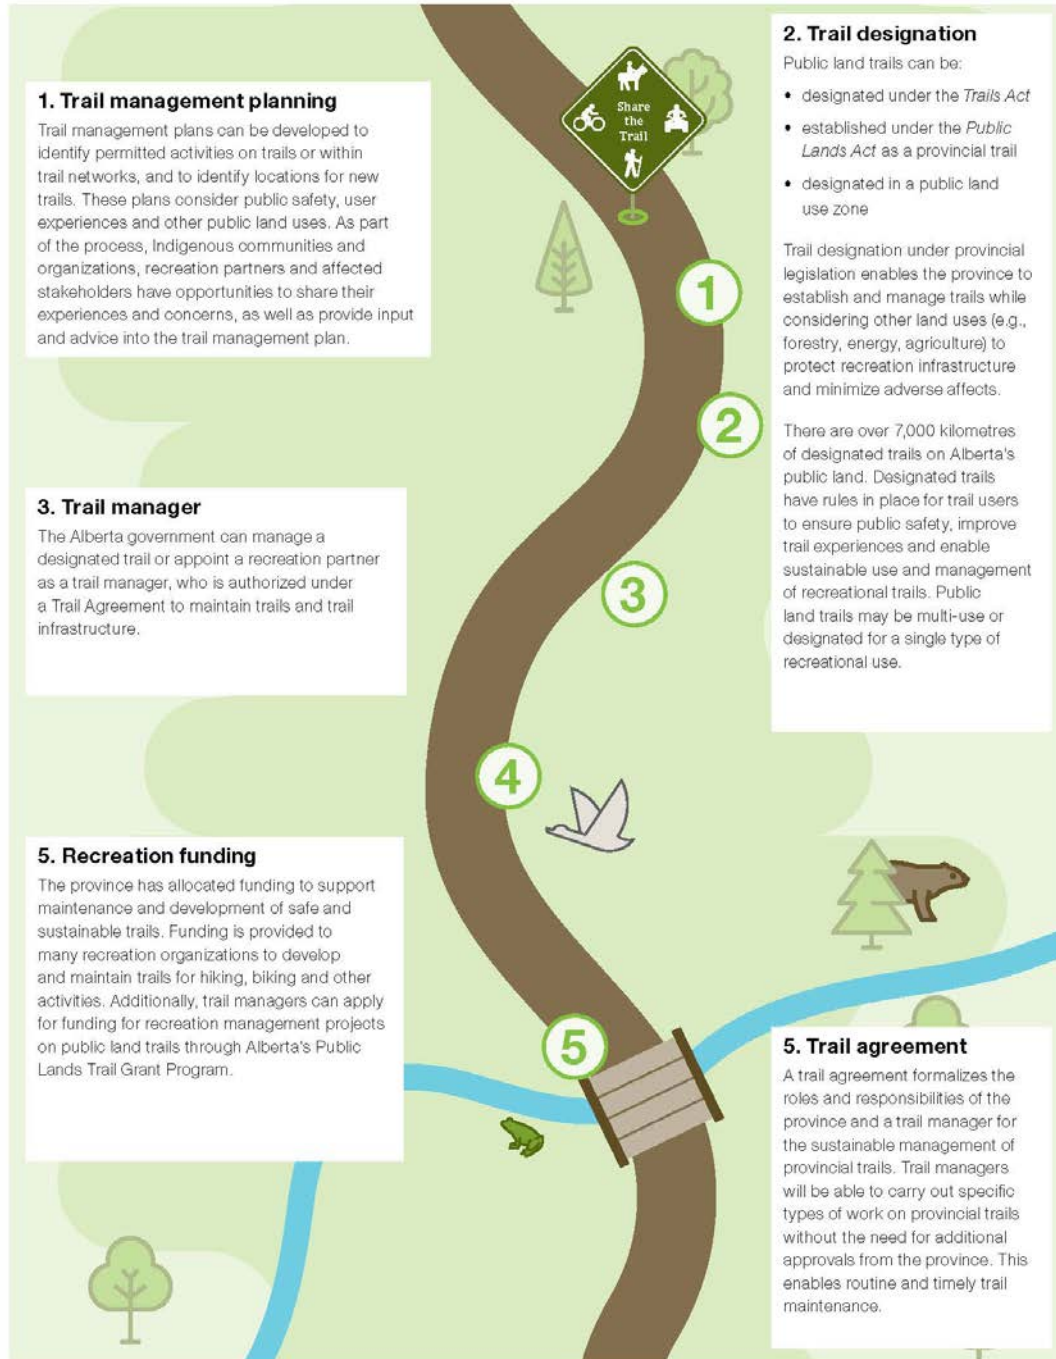 1. Trail management planning
Trail management plans can be developed to
identify permitted activities on trails or within
trail networks, and to identify locations for new
trails. These plans consider public safety, user
experiences and other public land uses. As part
of the process, Indigenous communities and
organizations, recreation partners and affected
stakeholders have opportunities to share their
experiences and concerns, as well as provide input
and advice into the trail management plan.
Share
the
Trail
1
2. Trail designation
Public land trails can be:
• designated under the Trails Act
• established under the Public
Lands Act as a provincial trail
• designated in a public land
use zone
Trail designation under provincial
legislation enables the province to
establish and manage trails while
considering other land uses (e.g.,
forestry, energy, agriculture) to
protect recreation infrastructure
and minimize adverse affects.
There are over 7,000 kilometres
of designated trails on Alberta's
public land. Designated trails
have rules in place for trail users
to ensure public safety, improve
trail experiences and enable
sustainable use and management
of recreational trails. Public
land trails may be multi-use or
designated for a single type of
recreational use.
2
3. Trail manager
The Alberta government can manage a
designated trail or appoint a recreation partner
as a trail manager, who is authorized under
a Trail Agreement to maintain trails and trail
infrastructure.
3
4
5. Recreation funding
The province has allocated funding to support
maintenance and development of safe and
sustainable trails. Funding is provided to
many recreation organizations to develop
and maintain trails for hiking, biking and other
activities. Additionally, trail managers can apply
for funding for recreation management projects
on public land trails through Alberta's Public
Lands Trail Grant Program.
5
5. Trail agreement
A trail agreement formalizes the
roles and responsibilities of the
province and a trail manager for
the sustainable management of
provincial trails. Trail managers
will be able to carry out specific
types of work on provincial trails
without the need for additional
approvals from the province. This
enables routine and timely trail
maintenance.